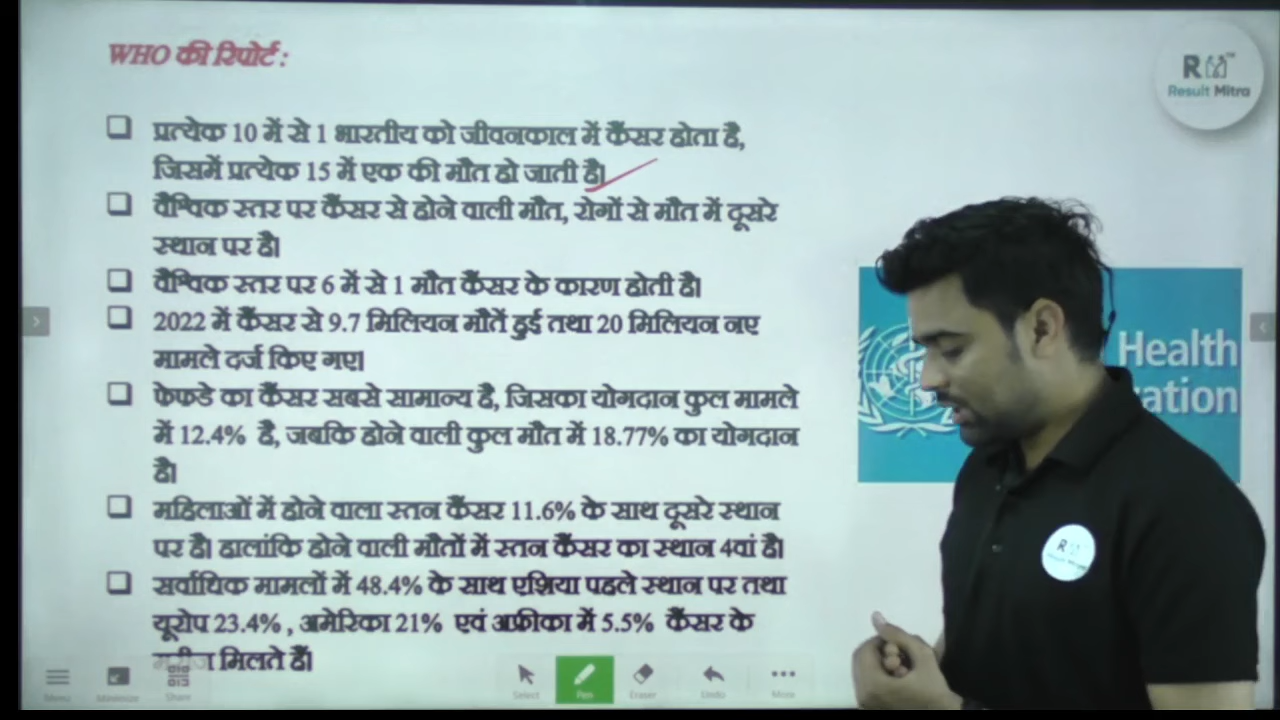 WHO की रिपोर्ट :
R
Result Mitra
प्रत्येक 10 में से 1 भारतीय को जीवनकाल में कैंसर होता है,
जिसमें प्रत्येक 15 में एक की मौत हो जाती है।
वैश्विक स्तर पर कैंसर से होने वाली मौत, रोगों से मौत में दूसरे
स्थान पर है।
वैश्विक स्तर पर 6 में से 1 मौत कैंसर के कारण होती है।
2022 में कैंसर से 9.7 मिलियन मौतें हुई तथा 20 मिलियन नए
मामले दर्ज किए गए।
फेफडे का कैंसर सबसे सामान्य है, जिसका योगदान कुल मामले
में 12.4% है, जबकि होने वाली कुल मौत में 18.77% का योगदान
है।
महिलाओं में होने वाला स्तन कैंसर 11.6% के साथ दूसरे स्थान
पर है। हालांकि होने वाली मौतों में स्तन कैंसर का स्थान 4वां है।
सर्वाधिक मामलों में 48.4% के साथ एशिया पहले स्थान पर तथा
यूरोप 23.4% , अमेरिका 21% एवं अफ्रीका में 5.5% कैंसर के
मिलते हैं।
Health
ation
R
Result Mitra
Menu
Minimize
Share
Select
Pen
Eraser
Undo
More